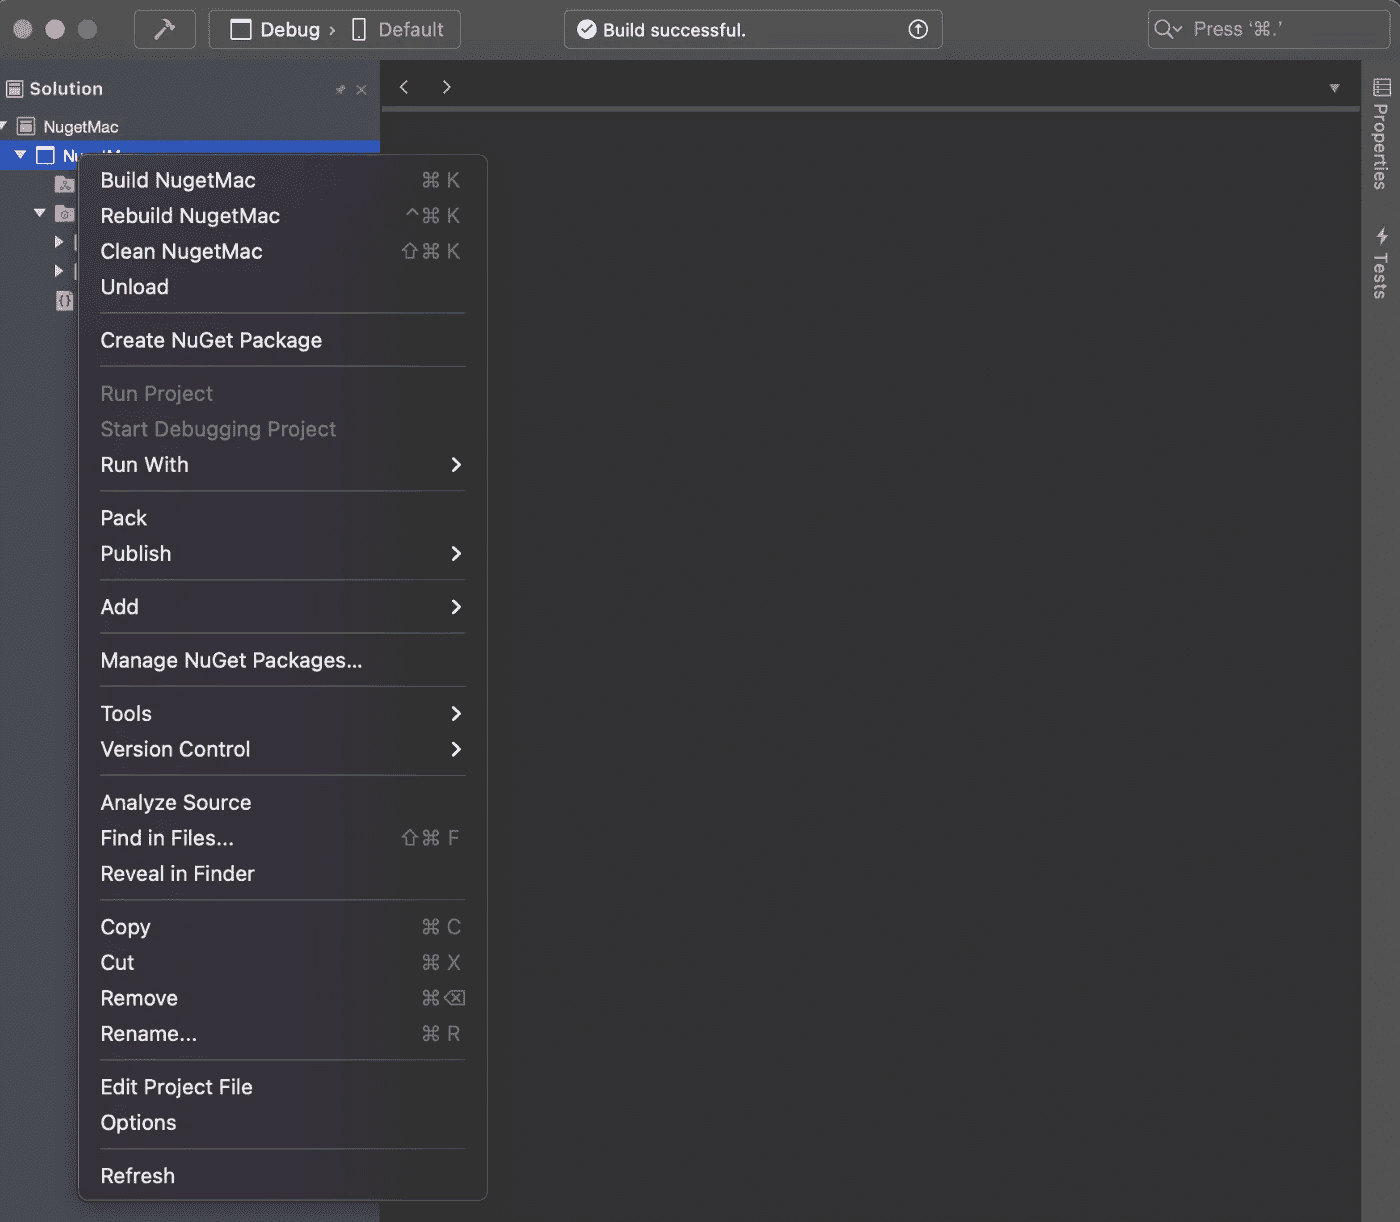 Debug › Default
Build successful.
Press ‘⌘.’
Solution
NugetMac
Build NugetMac ⌘ K
Rebuild NugetMac ^⌘ K
Clean NugetMac ⇧⌘ K
Unload
Create NuGet Package
Run Project
Start Debugging Project
Run With
Pack
Publish
Add
Manage NuGet Packages...
Tools
Version Control
Analyze Source
Find in Files... ⇧⌘ F
Reveal in Finder
Copy ⌘ C
Cut ⌘ X
Remove ⌘⌫
Rename... ⌘ R
Edit Project File
Options
Refresh
Properties
Tests